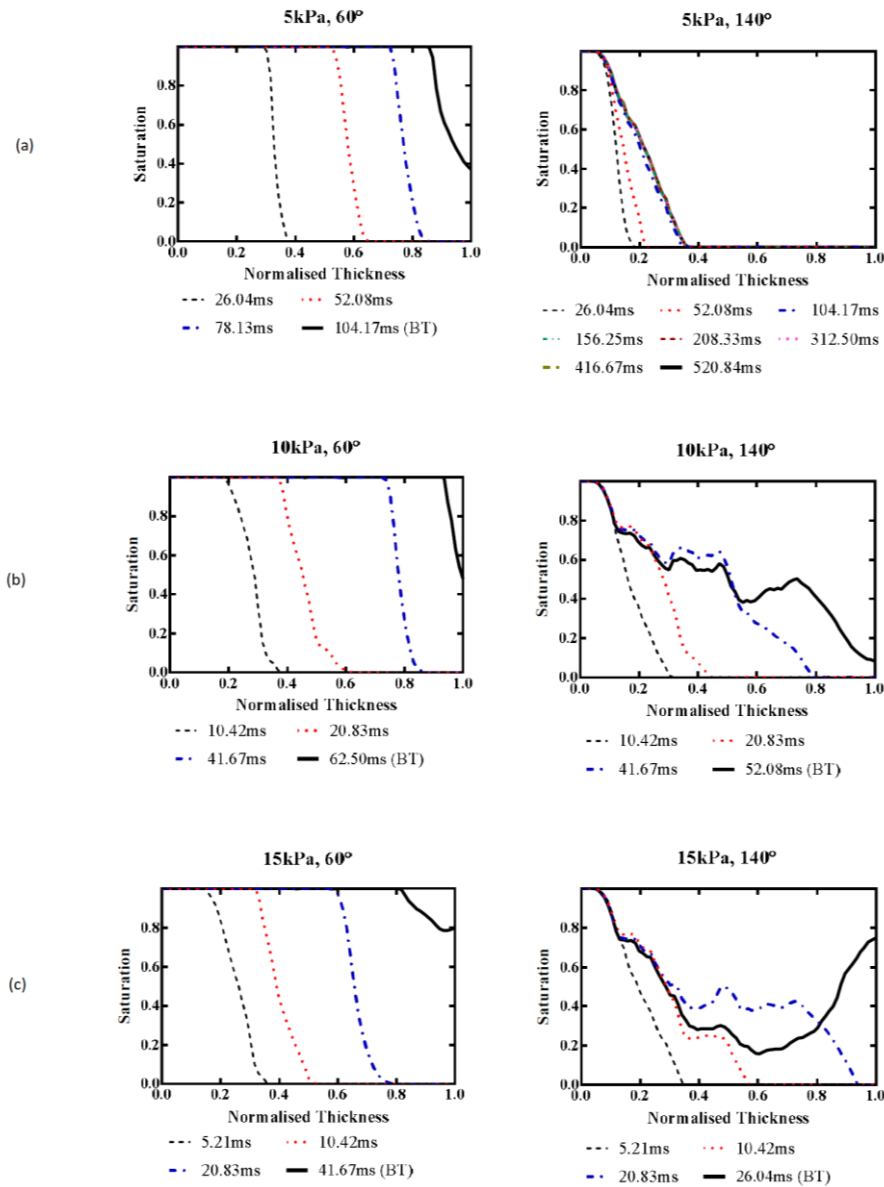 5kPa, 60°
5kPa, 140°
(a)
Saturation
0.8
0.6
0.4
0.2
0.0
0.0 0.2 0.4 0.6 0.8 1.0
Normalised Thickness
26.04ms 52.08ms
78.13ms 104.17ms (BT)
Saturation
0.8
0.6
0.4
0.2
0.0
0.0 0.2 0.4 0.6 0.8 1.0
Normalised Thickness
26.04ms 52.08ms 104.17ms
156.25ms 208.33ms 312.50ms
416.67ms 520.84ms
10kPa, 60°
10kPa, 140°
(b)
Saturation
0.8
0.6
0.4
0.2
0.0
0.0 0.2 0.4 0.6 0.8 1.0
Normalised Thickness
10.42ms 20.83ms
41.67ms 62.50ms (BT)
Saturation
0.8
0.6
0.4
0.2
0.0
0.0 0.2 0.4 0.6 0.8 1.0
Normalised Thickness
10.42ms 20.83ms
41.67ms 52.08ms (BT)
15kPa, 60°
15kPa, 140°
(c)
Saturation
0.8
0.6
0.4
0.2
0.0
0.0 0.2 0.4 0.6 0.8 1.0
Normalised Thickness
5.21ms 10.42ms
20.83ms 41.67ms (BT)
Saturation
0.8
0.6
0.4
0.2
0.0
0.0 0.2 0.4 0.6 0.8 1.0
Normalised Thickness
5.21ms 10.42ms
20.83ms 26.04ms (BT)